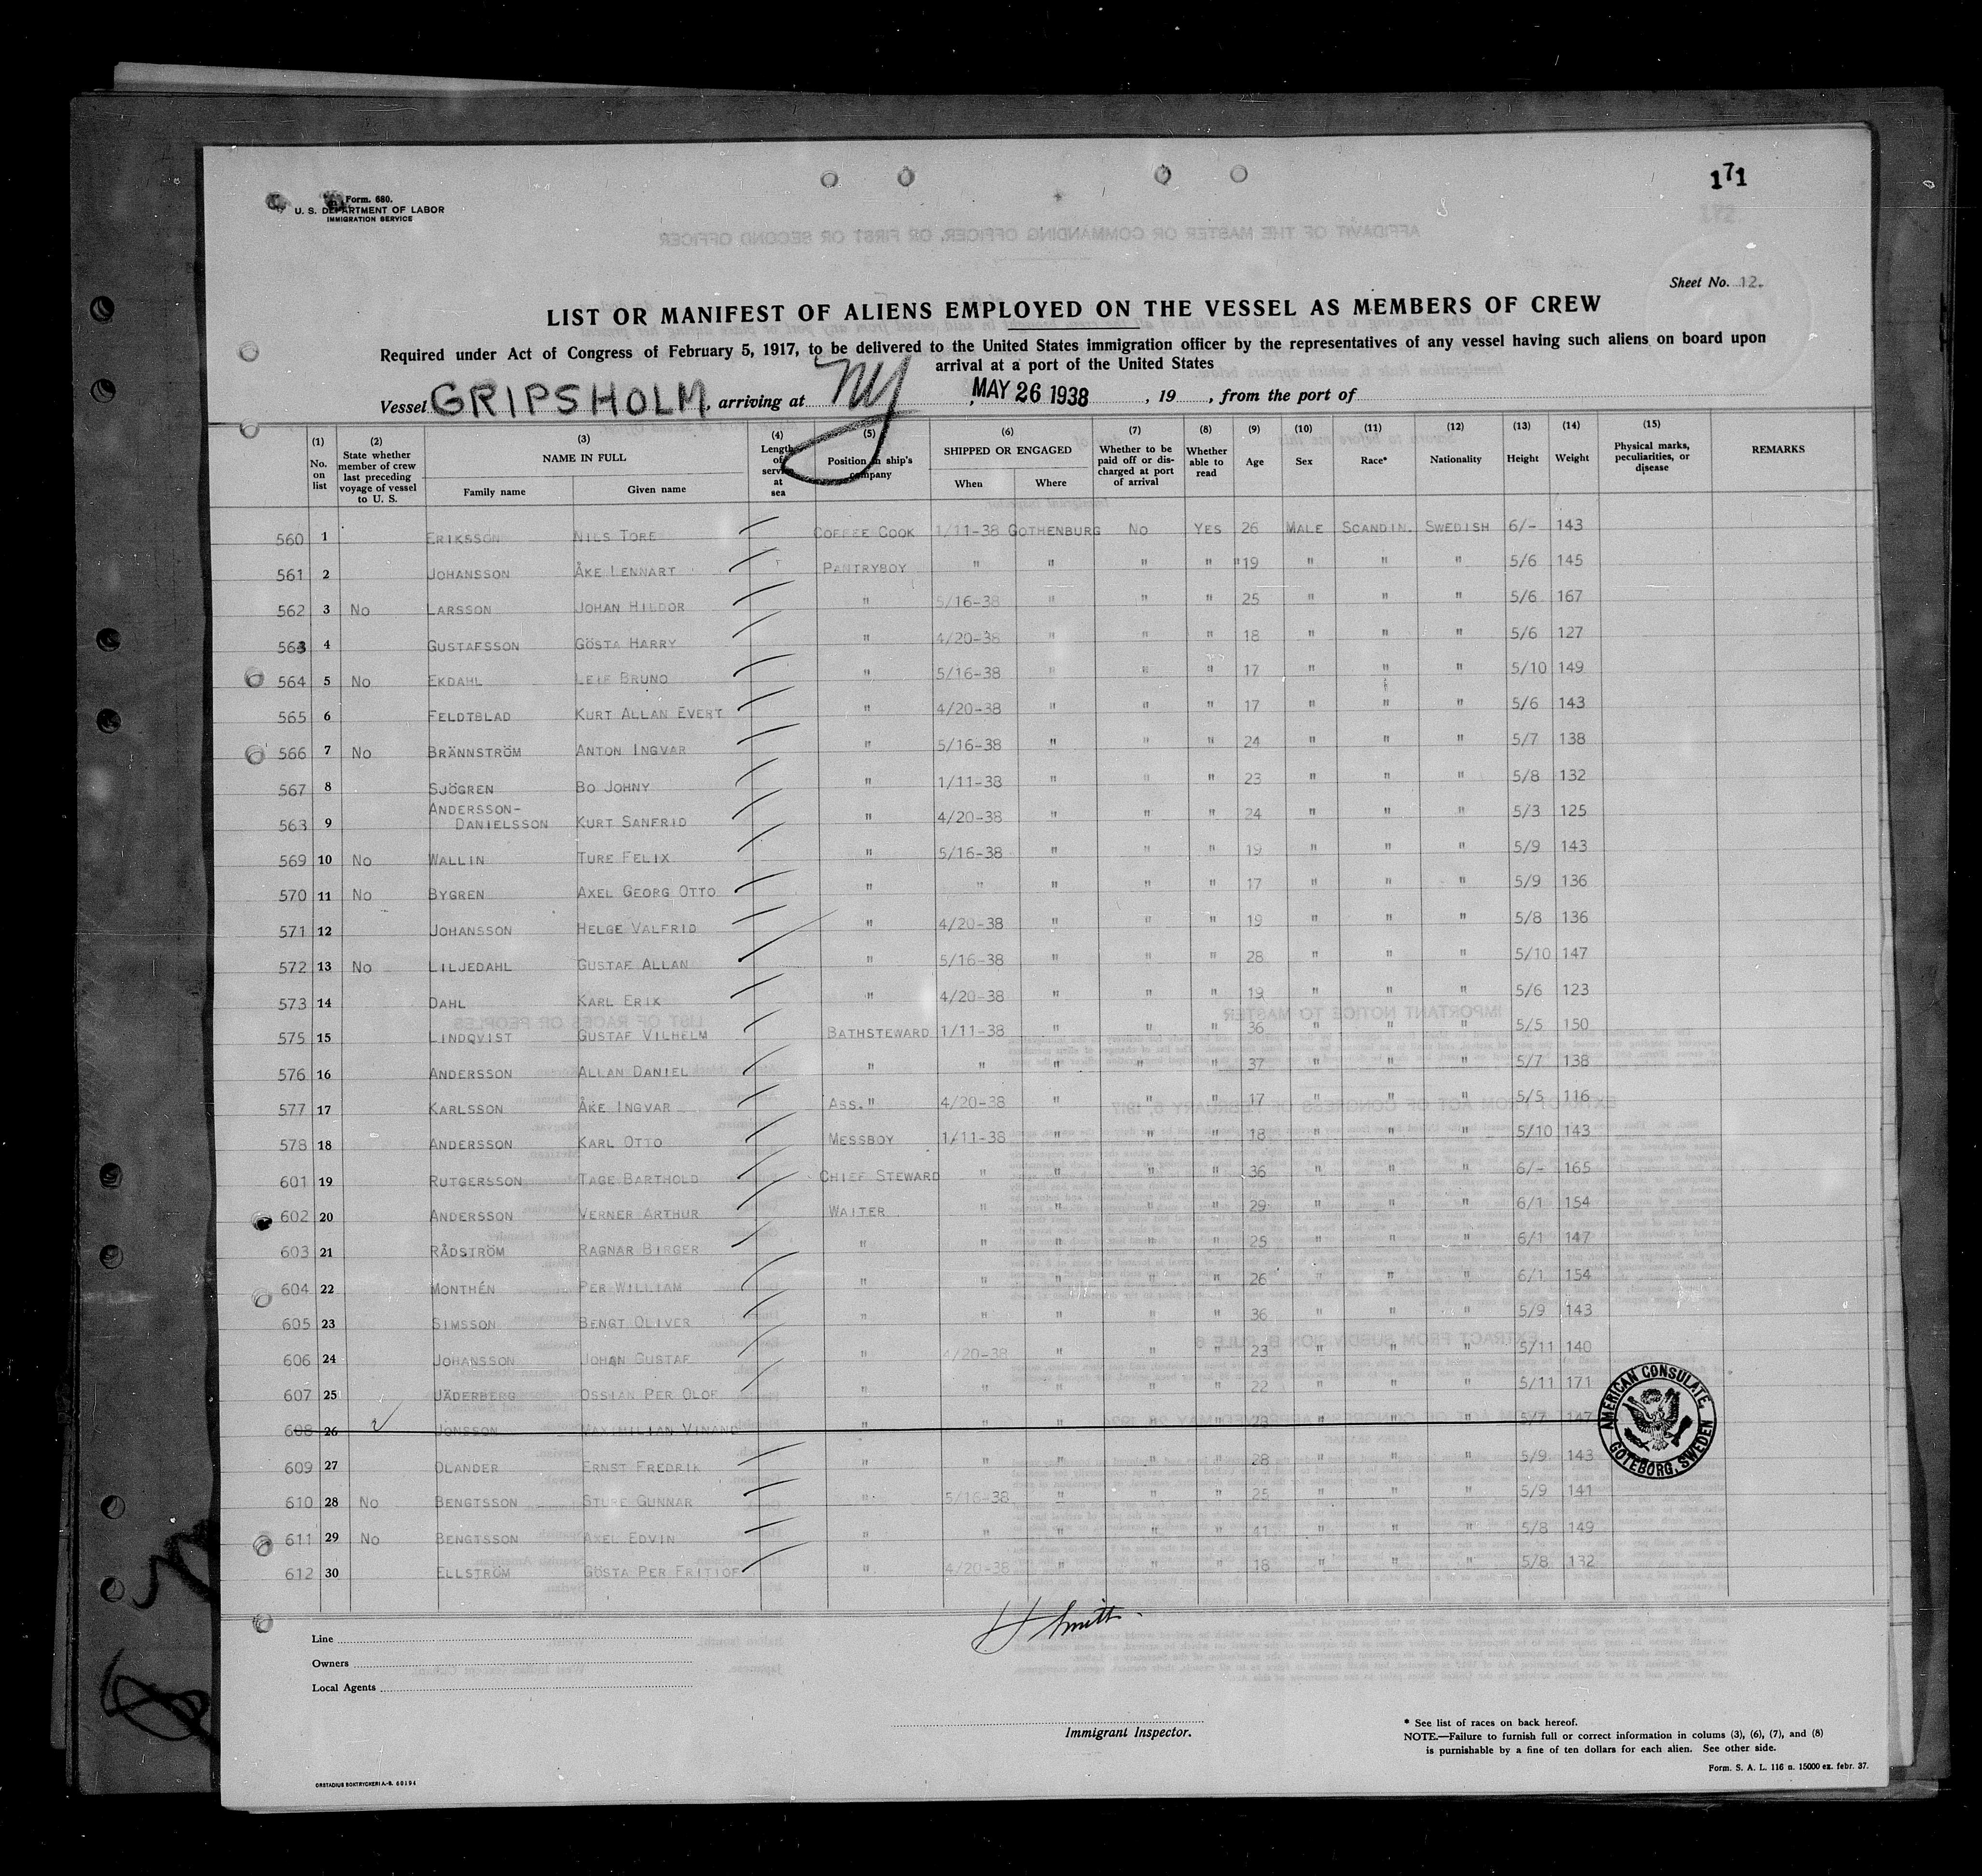 171
Form. 680.
U. S. DEPARTMENT OF LABOR
IMMIGRATION SERVICE
AFFIDAVIT OF THE MASTER OR COMMANDING OFFICER, OR FIRST OR SECOND OFFICER
Sheet No. 12.
LIST OR MANIFEST OF ALIENS EMPLOYED ON THE VESSEL AS MEMBERS OF CREW
Required under Act of Congress of February 5, 1917, to be delivered to the United States immigration officer by the representatives of any vessel having such aliens on board upon
arrival at a port of the United States
Vessel GRIPSHOLM, arriving at NY, MAY 26 1938, 19 , from the port of
(1) No. on list (2) State whether member of crew last preceding voyage of vessel to U. S. (3) NAME IN FULL Family name Given name (4) Length of service at sea (5) Position in ship's company (6) SHIPPED OR ENGAGED When Where (7) Whether to be paid off or discharged at port of arrival (8) Whether able to read (9) Age (10) Sex (11) Race* (12) Nationality (13) Height (14) Weight (15) Physical marks, peculiarities, or disease REMARKS
560 1 ERIKSSON NILS TORE COFFEE COOK 1/11-38 GOTHENBURG NO YES 26 MALE SCANDIN. SWEDISH 6/- 143
561 2 JOHANSSON ÅKE LENNART PANTRYBOY " " " " " 19 " " " 5/6 145
562 3 No LARSSON JOHAN HILDOR " 5/16-38 " " " 25 " " " 5/6 167
563 4 GUSTAFSSON GÖSTA HARRY " 4/20-38 " " " 18 " " " 5/6 127
564 5 No EKDAHL LEIF BRUNO " 5/16-38 " " " 17 " " " 5/10 149
565 6 FELDTBLAD KURT ALLAN EVERT " 4/20-38 " " " 17 " " " 5/6 143
566 7 No BRÄNNSTRÖM ANTON INGVAR " 5/16-38 " " " 24 " " " 5/7 138
567 8 SJÖGREN BO JOHNY " 1/11-38 " " " 23 " " " 5/8 132
563 9 ANDERSSON-DANIELSSON KURT SANFRID " 4/20-38 " " " 24 " " " 5/3 125
569 10 No WALLIN TURE FELIX " 5/16-38 " " " 19 " " " 5/9 143
570 11 No BYGREN AXEL GEORG OTTO " " " " " 17 " " " 5/9 136
571 12 JOHANSSON HELGE VALFRID " 4/20-38 " " " 19 " " " 5/8 136
572 13 No LILJEDAHL GUSTAF ALLAN " 5/16-38 " " " 28 " " " 5/10 147
573 14 DAHL KARL ERIK " 4/20-38 " " " 19 " " " 5/6 123
575 15 LINDQVIST GUSTAF VILHELM BATHSTEWARD 1/11-38 " " " 36 " " " 5/5 150
576 16 ANDERSSON ALLAN DANIEL " " " " " 37 " " " 5/7 138
577 17 KARLSSON ÅKE INGVAR ASS." 4/20-38 " " " 17 " " " 5/5 116
578 18 ANDERSSON KARL OTTO MESSBOY 1/11-38 " " " 18 " " " 5/10 143
601 19 RUTGERSSON TAGE BARTHOLD CHIEF STEWARD " " " " 36 " " " 6/- 165
602 20 ANDERSSON VERNER ARTHUR WAITER " " " " 29 " " " 6/1 154
603 21 RÅDSTRÖM RAGNAR BIRGER " " " " " 25 " " " 6/1 147
604 22 MONTHÉN PER WILLIAM " " " " " 26 " " " 6/1 154
605 23 SIMSSON BENGT OLIVER " " " " " 36 " " " 5/9 143
606 24 JOHANSSON JOHAN GUSTAF " 4/20-38 " " " 23 " " " 5/11 140
607 25 JÄDERBERG OSSIAN PER OLOF " " " " " 22 " " " 5/11 171
608 26 JONSSON MAXIMILIAN VINAND " " " " " 23 " " " 5/7 147
609 27 OLANDER ERNST FREDRIK " " " " " 28 " " " 5/9 143
610 28 No BENGTSSON STURE GUNNAR " 5/16-38 " " " 25 " " " 5/9 141
611 29 No BENGTSSON AXEL EDVIN " " " " " 41 " " " 5/8 149
612 30 ELLSTRÖM GÖSTA PER FRITIOF " 4/20-38 " " " 18 " " " 5/8 132
AMERICAN CONSULATE, GÖTEBORG, SWEDEN
H Smith
Line
Owners
Local Agents
Immigrant Inspector.
* See list of races on back hereof.
NOTE.—Failure to furnish full or correct information in colums (3), (6), (7), and (8)
is purnishable by a fine of ten dollars for each alien. See other side.
Form. S. A. L. 116 n. 15000 ex. febr. 37.
ORSTADIUS BOKTRYCKERI A.-B. 60194